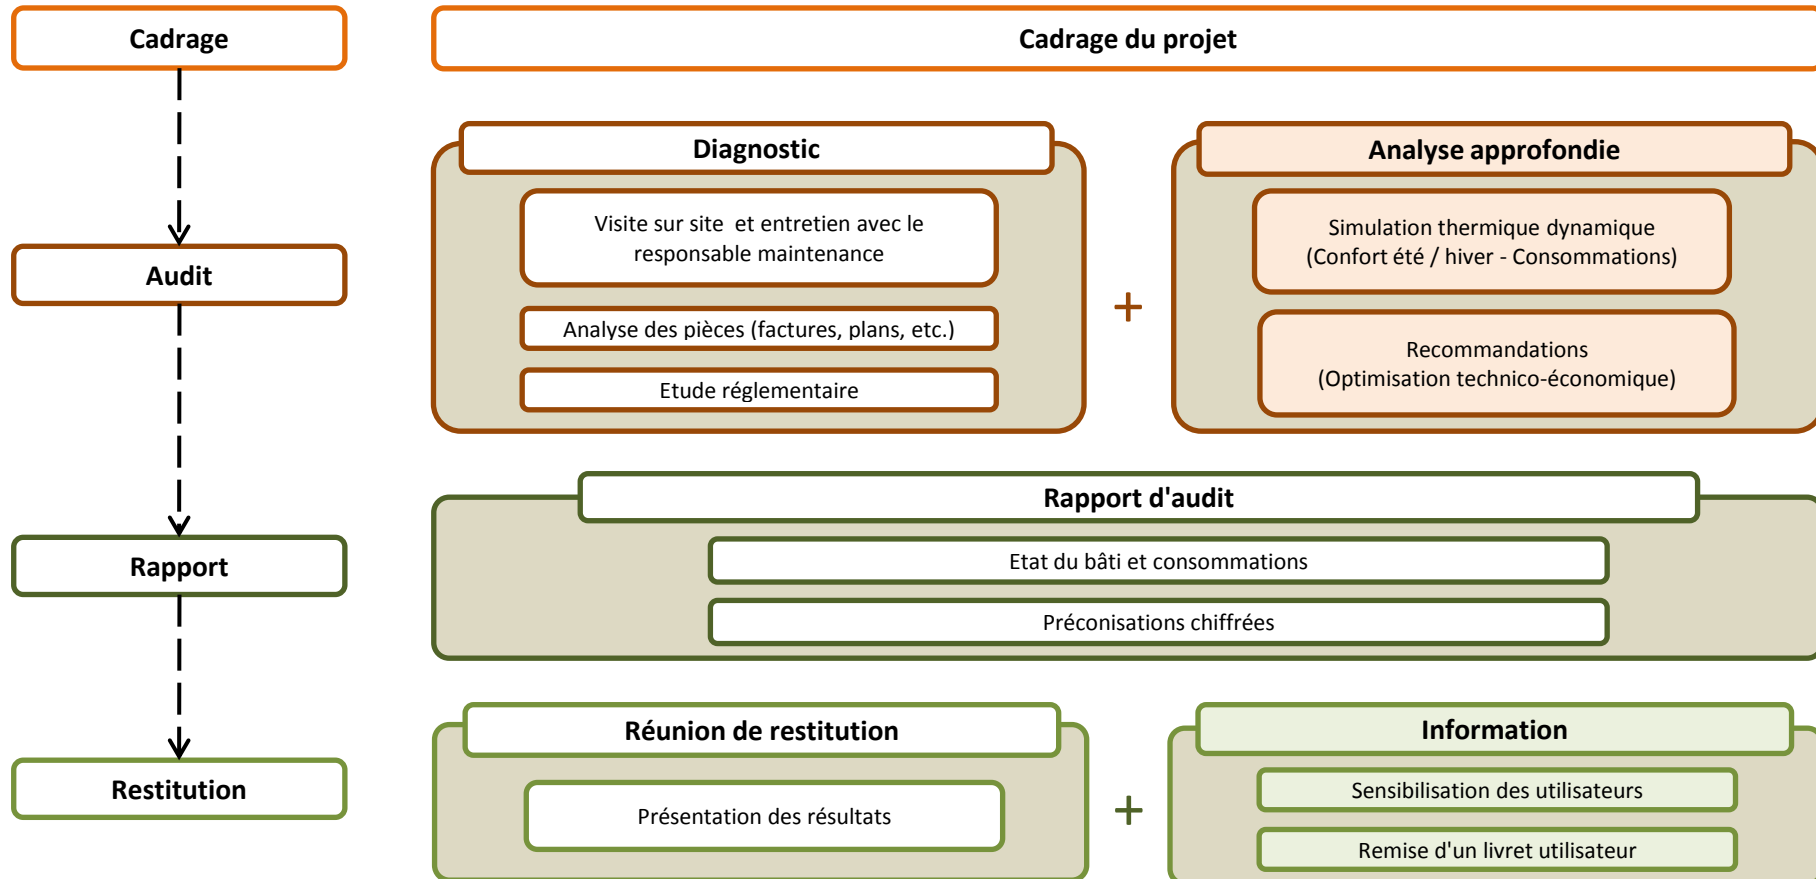 Cadrage
Cadrage du projet
Audit
Diagnostic
Visite sur site et entretien avec le
responsable maintenance
Analyse des pièces (factures, plans, etc.)
Etude réglementaire
+
Analyse approfondie
Simulation thermique dynamique
(Confort été / hiver - Consommations)
Recommandations
(Optimisation technico-économique)
Rapport
Rapport d'audit
Etat du bâti et consommations
Préconisations chiffrées
Restitution
Réunion de restitution
Présentation des résultats
+
Information
Sensibilisation des utilisateurs
Remise d'un livret utilisateur